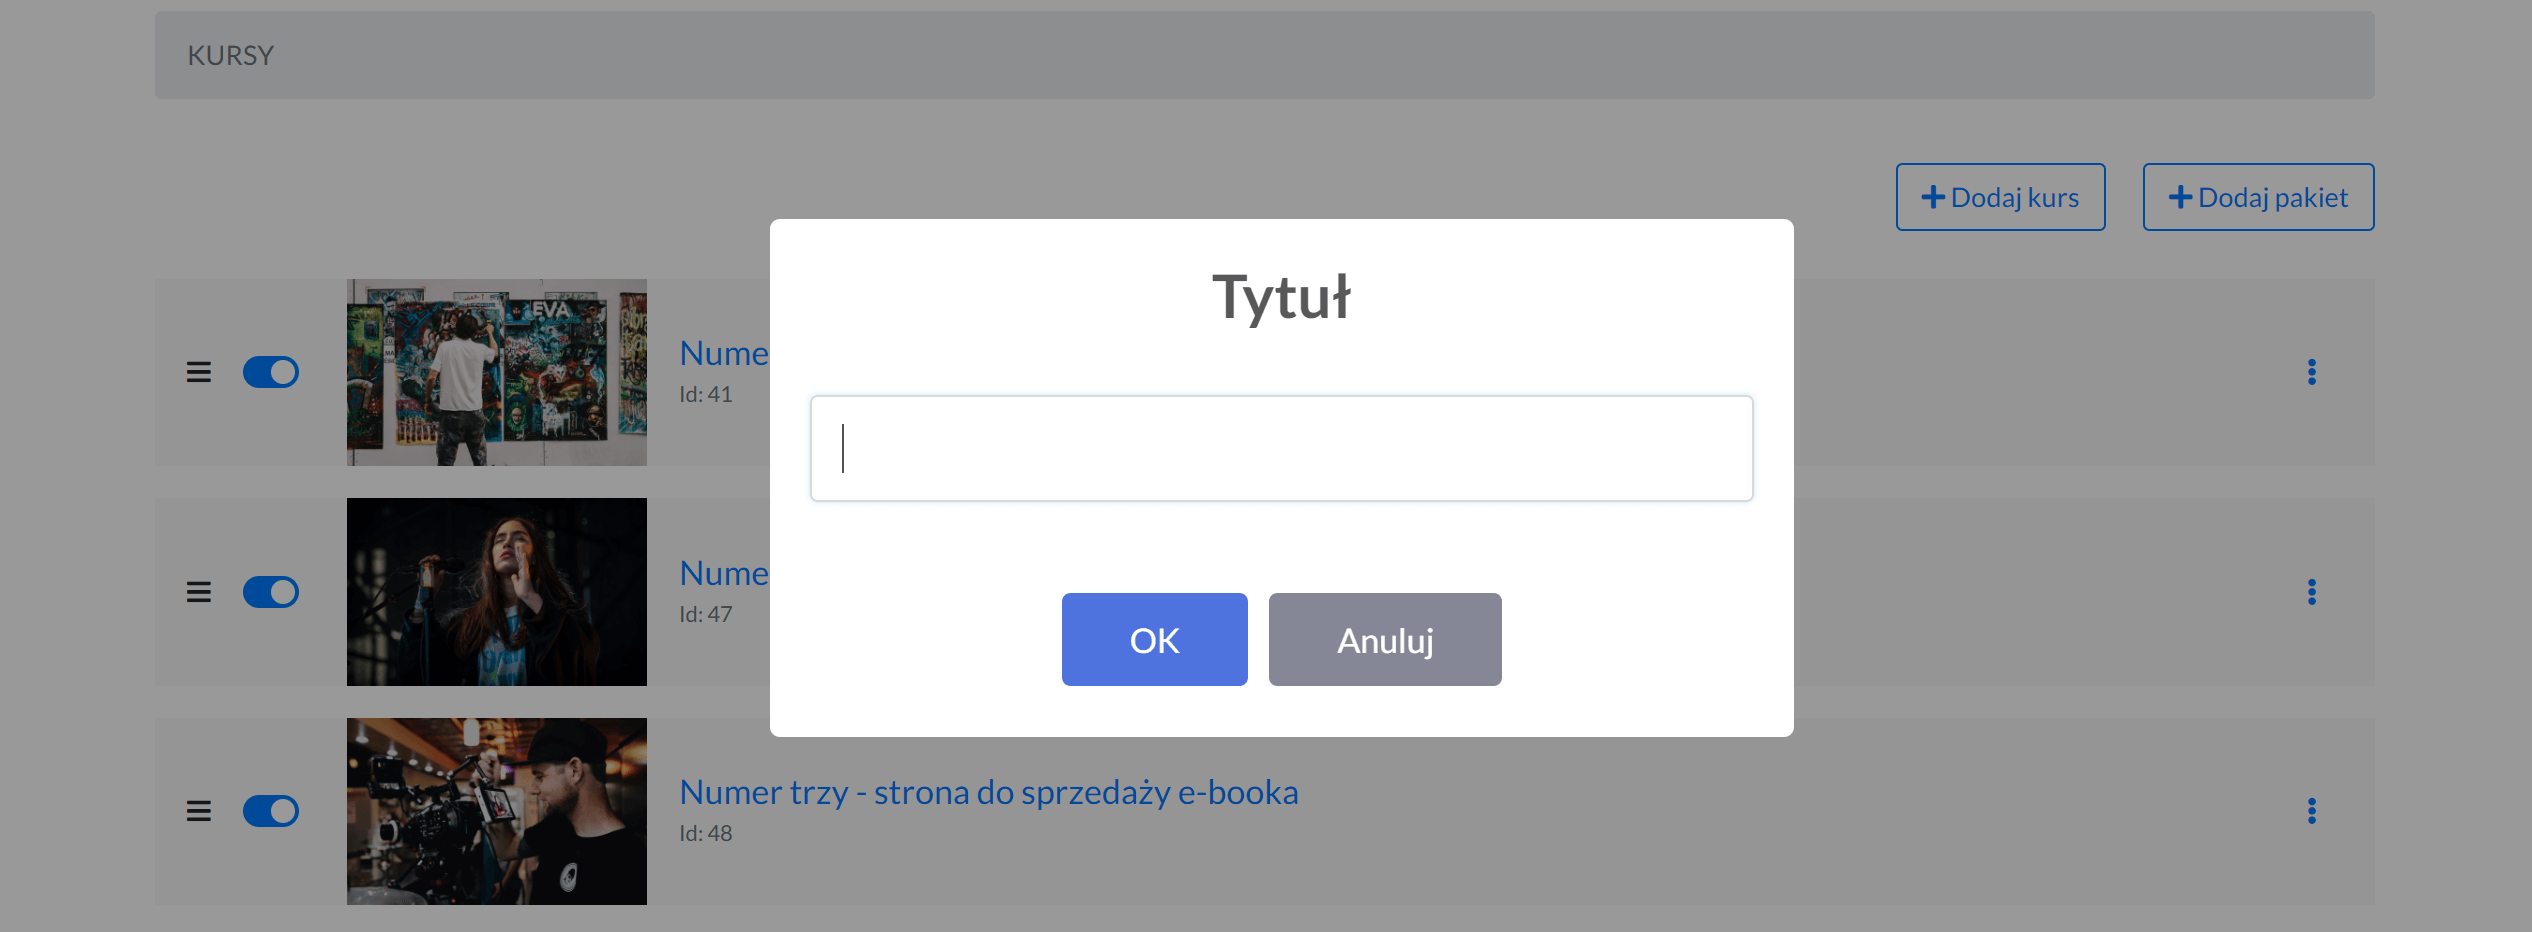 KURSY
Dodaj kurs
Dodaj pakiet
Tytuł
EVA
Nume
Id: 41
Nume
Id: 47
OK
Anuluj
Numer trzy - strona do sprzedaży e-booka
Id: 48